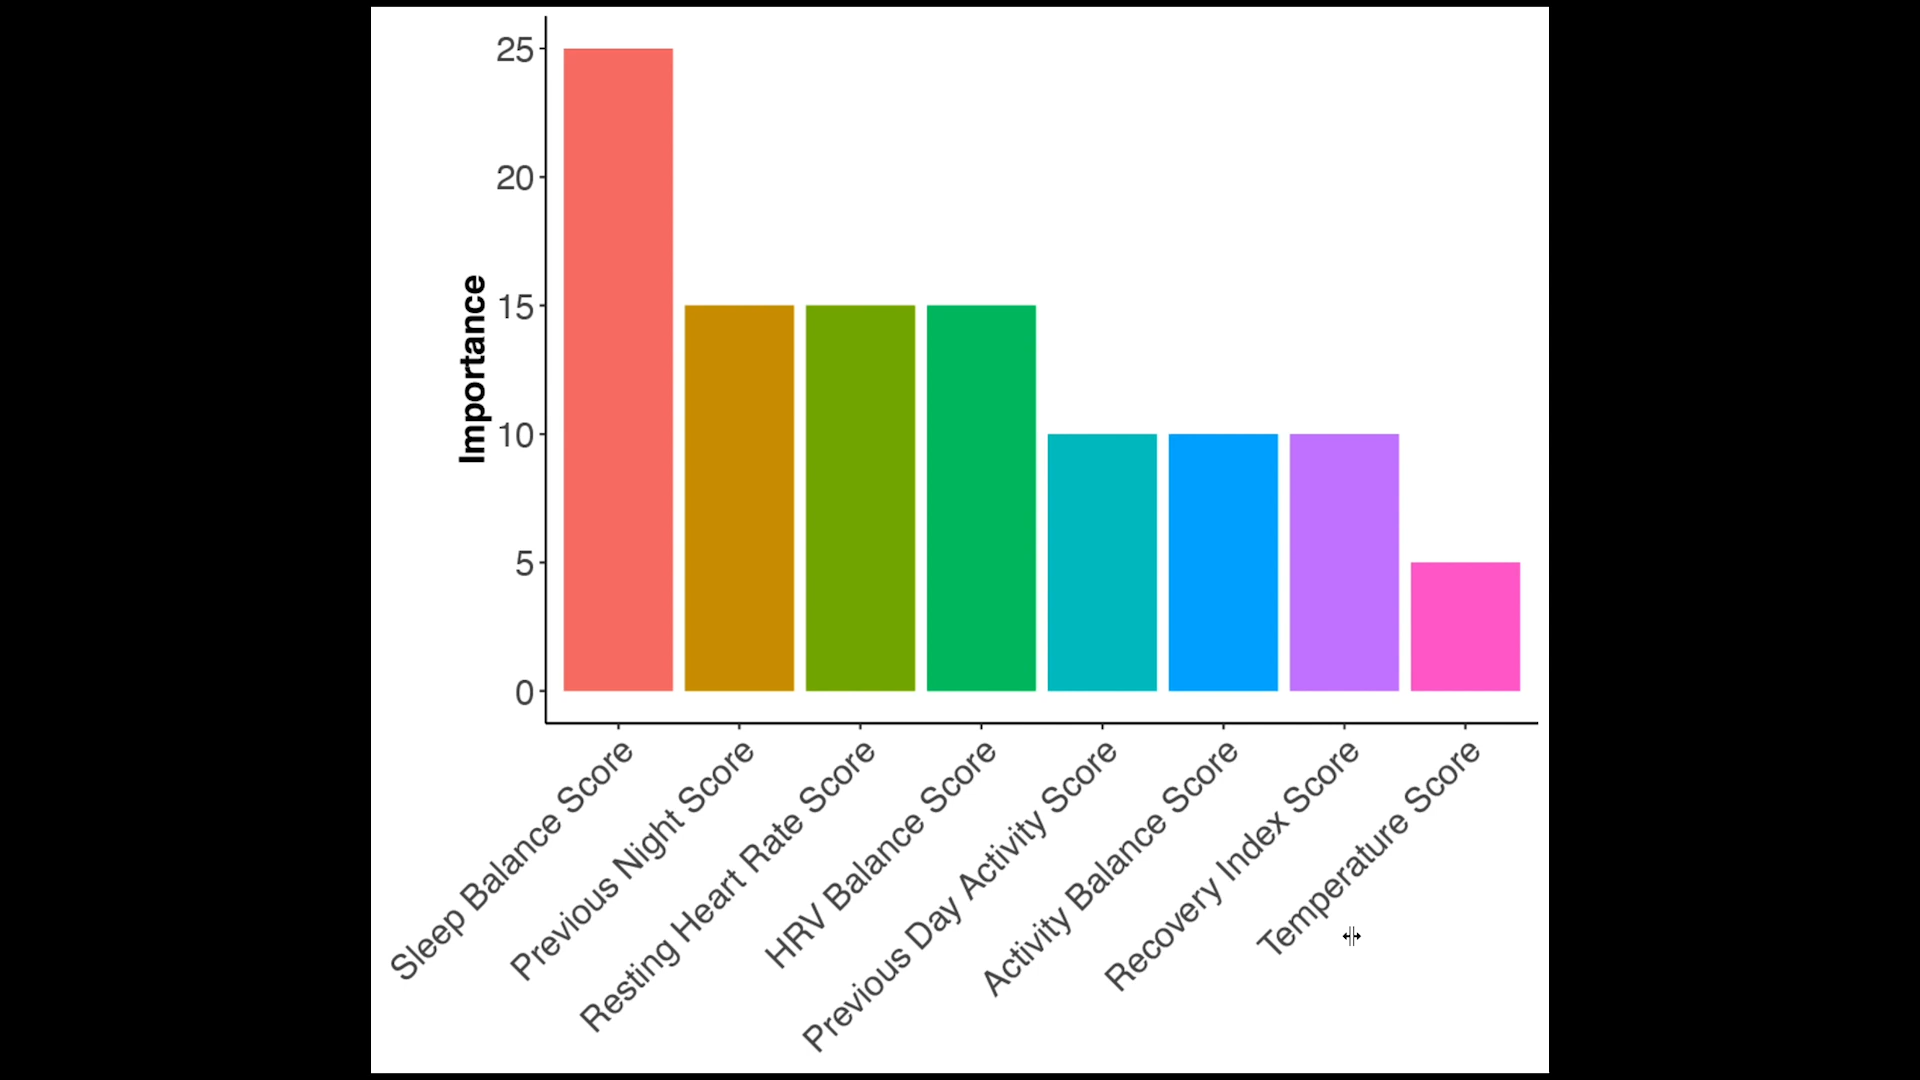 25
20
15
10
5
0
Importance
Sleep Balance Score
Previous Night Score
Resting Heart Rate Score
HRV Balance Score
Previous Day Activity Score
Activity Balance Score
Recovery Index Score
Temperature Score